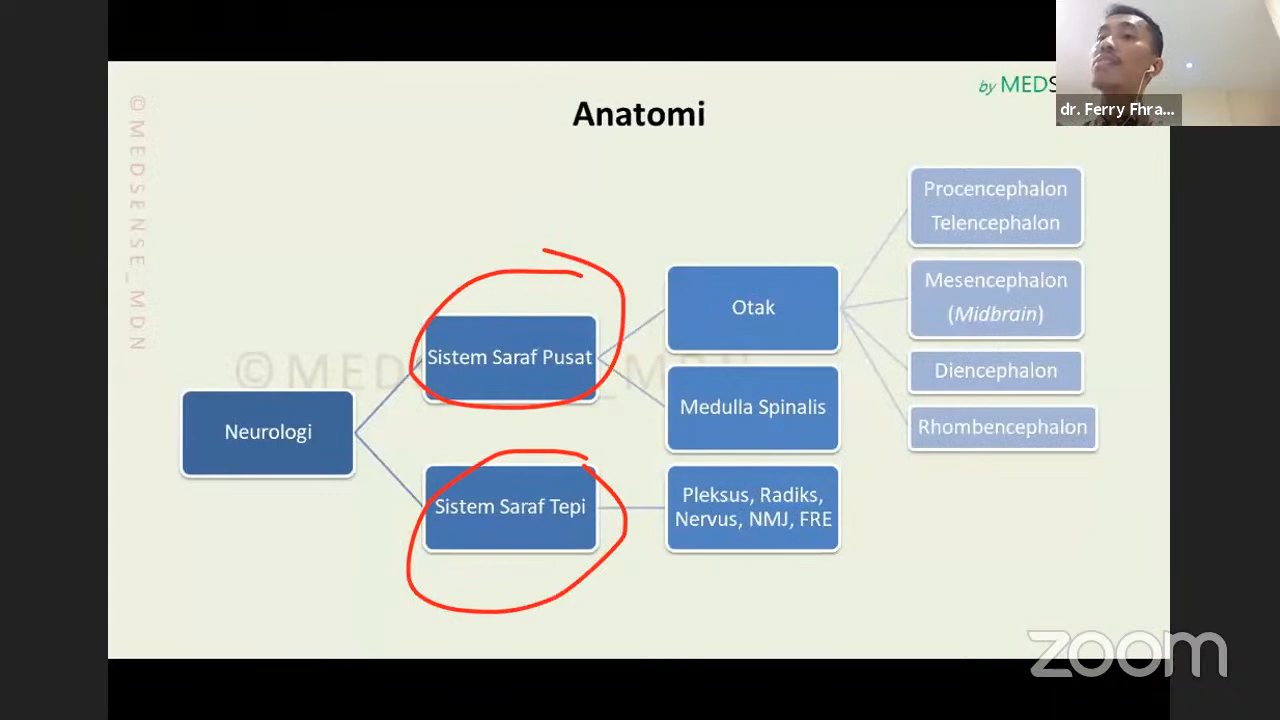 ©MEDSENSE_MDN
by MEDS
dr. Ferry Fhra...
Anatomi
Procencephalon
Telencephalon
Mesencephalon
(Midbrain)
Diencephalon
Rhombencephalon
Otak
Medulla Spinalis
Sistem Saraf Pusat
Neurologi
Sistem Saraf Tepi
Pleksus, Radiks,
Nervus, NMJ, FRE
zoom